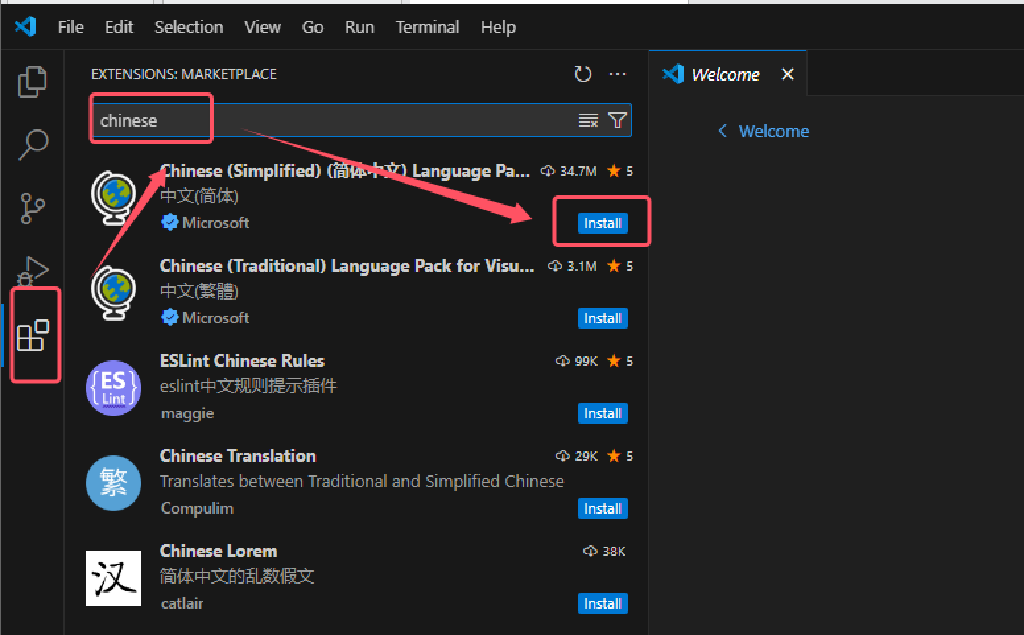 File Edit Selection View Go Run Terminal Help
EXTENSIONS: MARKETPLACE
Welcome
chinese
Welcome
Chinese (Simplified) (简体中文) Language Pa... 34.7M 5
中文(简体)
Microsoft
Install
Chinese (Traditional) Language Pack for Visu... 3.1M 5
中文(繁體)
Microsoft
Install
ESLint Chinese Rules 99K 5
{ES
Lint}
eslint中文规则提示插件
maggie
Install
Chinese Translation 29K 5
繁
Translates between Traditional and Simplified Chinese
Compulim
Install
Chinese Lorem 38K
汉
简体中文的乱数假文
catlair
Install